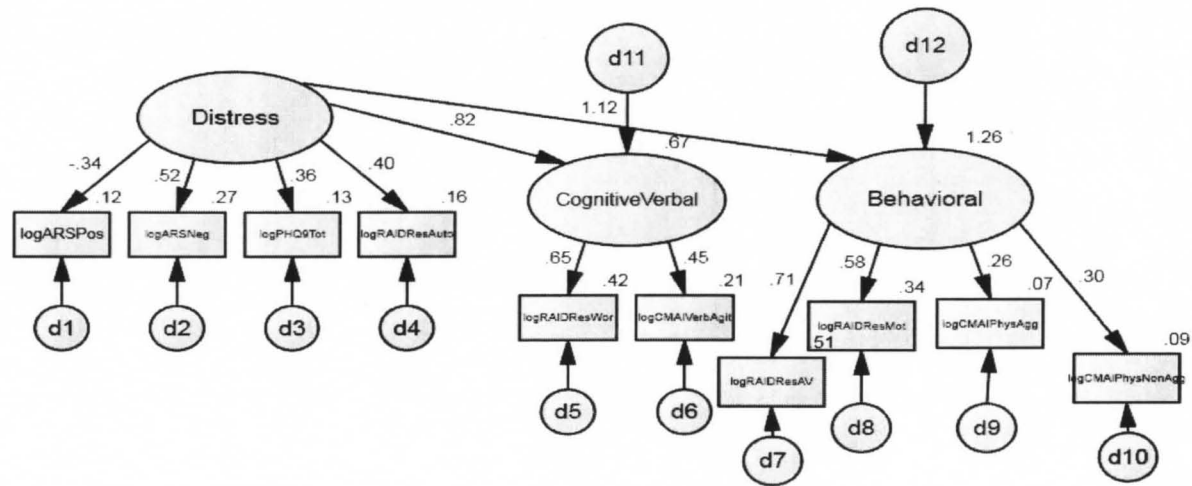 d11
d12
Distress
1.12
1.26
.82
.67
-.34
.52
.36
.40
CognitiveVerbal
Behavioral
.12
.27
.13
.16
logARSPos
logARSNeg
logPHQ9Tot
logRAIDResAuto
.65
.45
.71
.58
.26
.30
.42
.21
.34
.07
d1
d2
d3
d4
logRAIDResWor
logCMAIVerbAgit
logRAIDResMot
logCMAIPhysAgg
.51
.09
logRAIDResAV
logCMAIPhysNonAgg
d5
d6
d7
d8
d9
d10